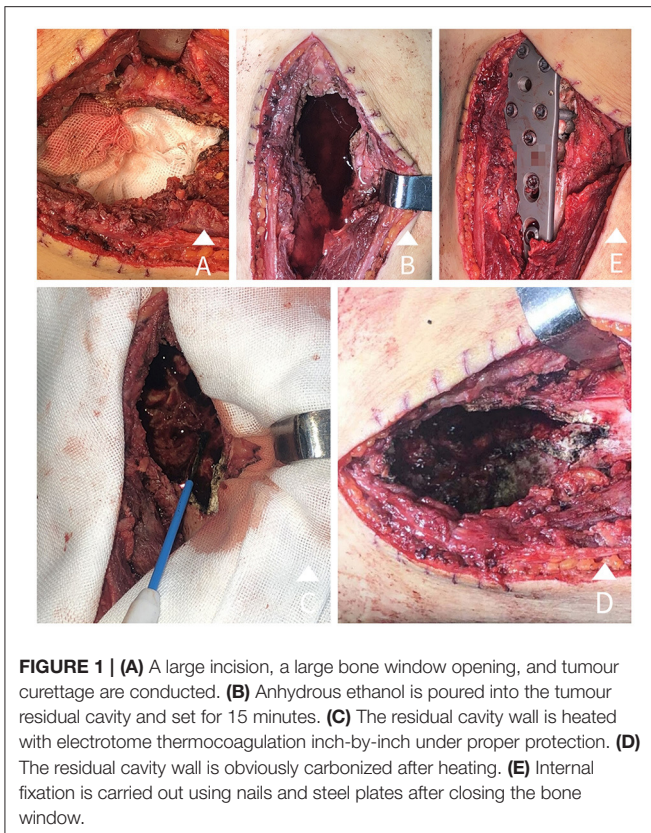 A
B
E
C
D
FIGURE 1 | (A) A large incision, a large bone window opening, and tumour
curettage are conducted. (B) Anhydrous ethanol is poured into the tumour
residual cavity and set for 15 minutes. (C) The residual cavity wall is heated
with electrotome thermocoagulation inch-by-inch under proper protection. (D)
The residual cavity wall is obviously carbonized after heating. (E) Internal
fixation is carried out using nails and steel plates after closing the bone
window.